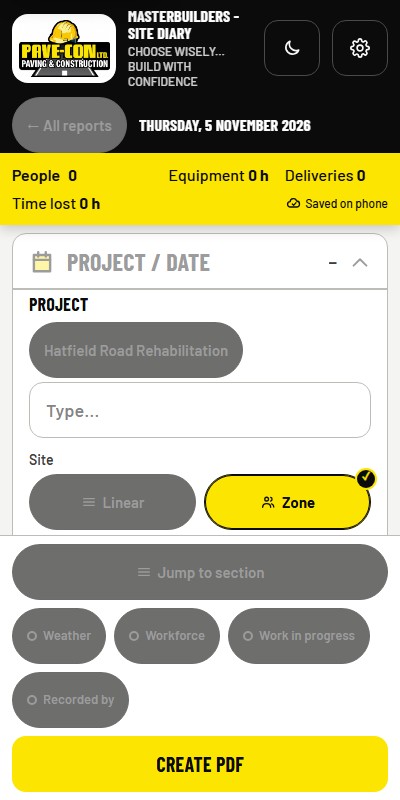 PAVE-CON LTD.
PAVING & CONSTRUCTION
MASTERBUILDERS - SITE DIARY
CHOOSE WISELY... BUILD WITH CONFIDENCE
← All reports
THURSDAY, 5 NOVEMBER 2026
People 0
Equipment 0 h
Deliveries 0
Time lost 0 h
Saved on phone
PROJECT / DATE
–
PROJECT
Hatfield Road Rehabilitation
Type...
Site
Linear
Zone
Jump to section
Weather
Workforce
Work in progress
Recorded by
CREATE PDF